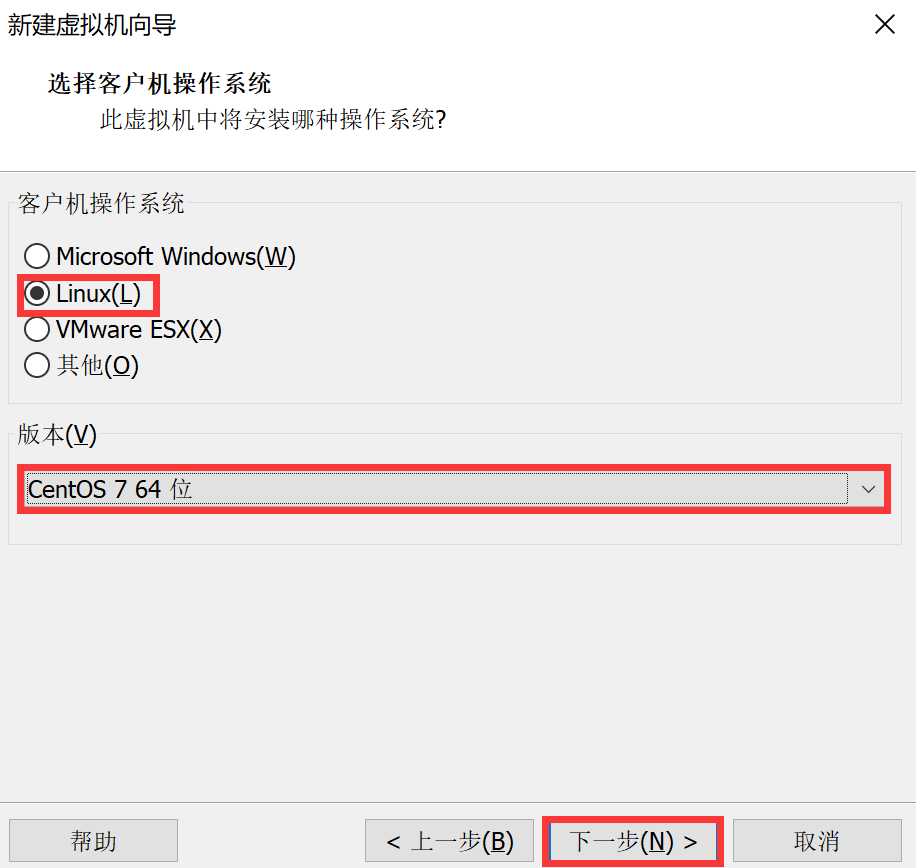 新建虚拟机向导
选择客户机操作系统
此虚拟机中将安装哪种操作系统?
客户机操作系统
Microsoft Windows(W)
Linux(L)
VMware ESX(X)
其他(O)
版本(V)
CentOS 7 64 位
帮助
< 上一步(B)
下一步(N) >
取消